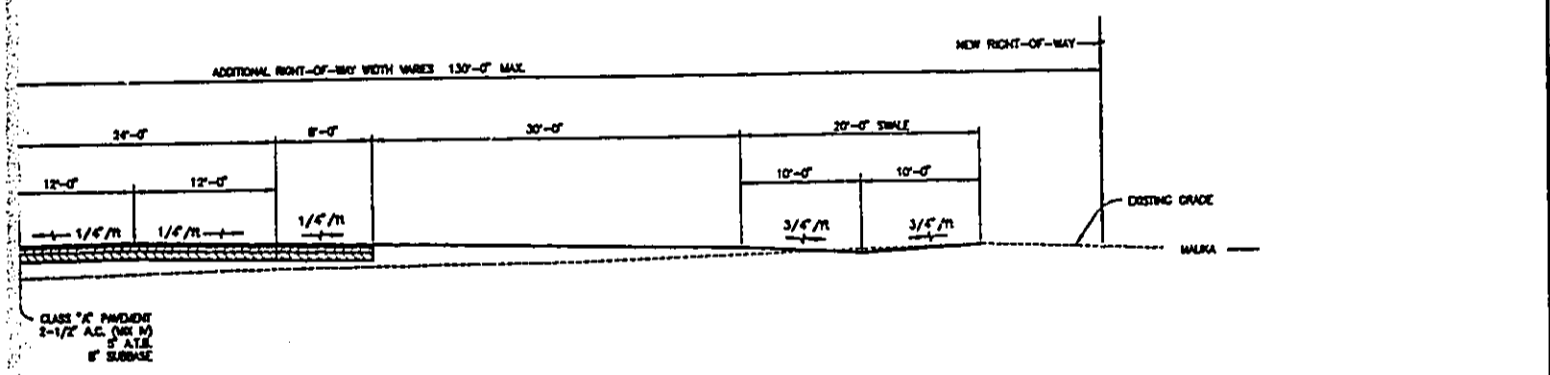 NEW RIGHT-OF-WAY
ADDITIONAL RIGHT-OF-WAY WIDTH VARIES 130'-0" MAX.
24'-0" 8'-0" 30'-0" 20'-0" SWALE
12'-0" 12'-0" 10'-0" 10'-0"
1/4"/ft 1/4"/ft 1/4"/ft 3/4"/ft 3/4"/ft
EXISTING GRADE
MAUKA
CLASS "A" PAVEMENT
2-1/2" A.C. (MIX IV)
5" A.T.B.
8" SUBBASE